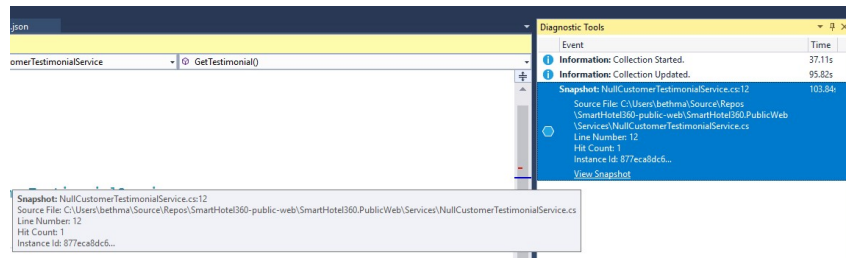 .json
omerTestimonialService
GetTestimonial()
Snapshot: NullCustomerTestimonialService.cs:12
Source File: C:\Users\bethma\Source\Repos\SmartHotel360-public-web\SmartHotel360.PublicWeb\Services\NullCustomerTestimonialService.cs
Line Number: 12
Hit Count: 1
Instance Id: 877eca8dc6...
Diagnostic Tools
Event Time
Information: Collection Started. 37.11s
Information: Collection Updated. 95.82s
Snapshot: NullCustomerTestimonialService.cs:12 103.84s
Source File: C:\Users\bethma\Source\Repos
\SmartHotel360-public-web\SmartHotel360.PublicWeb
\Services\NullCustomerTestimonialService.cs
Line Number: 12
Hit Count: 1
Instance Id: 877eca8dc6...
View Snapshot